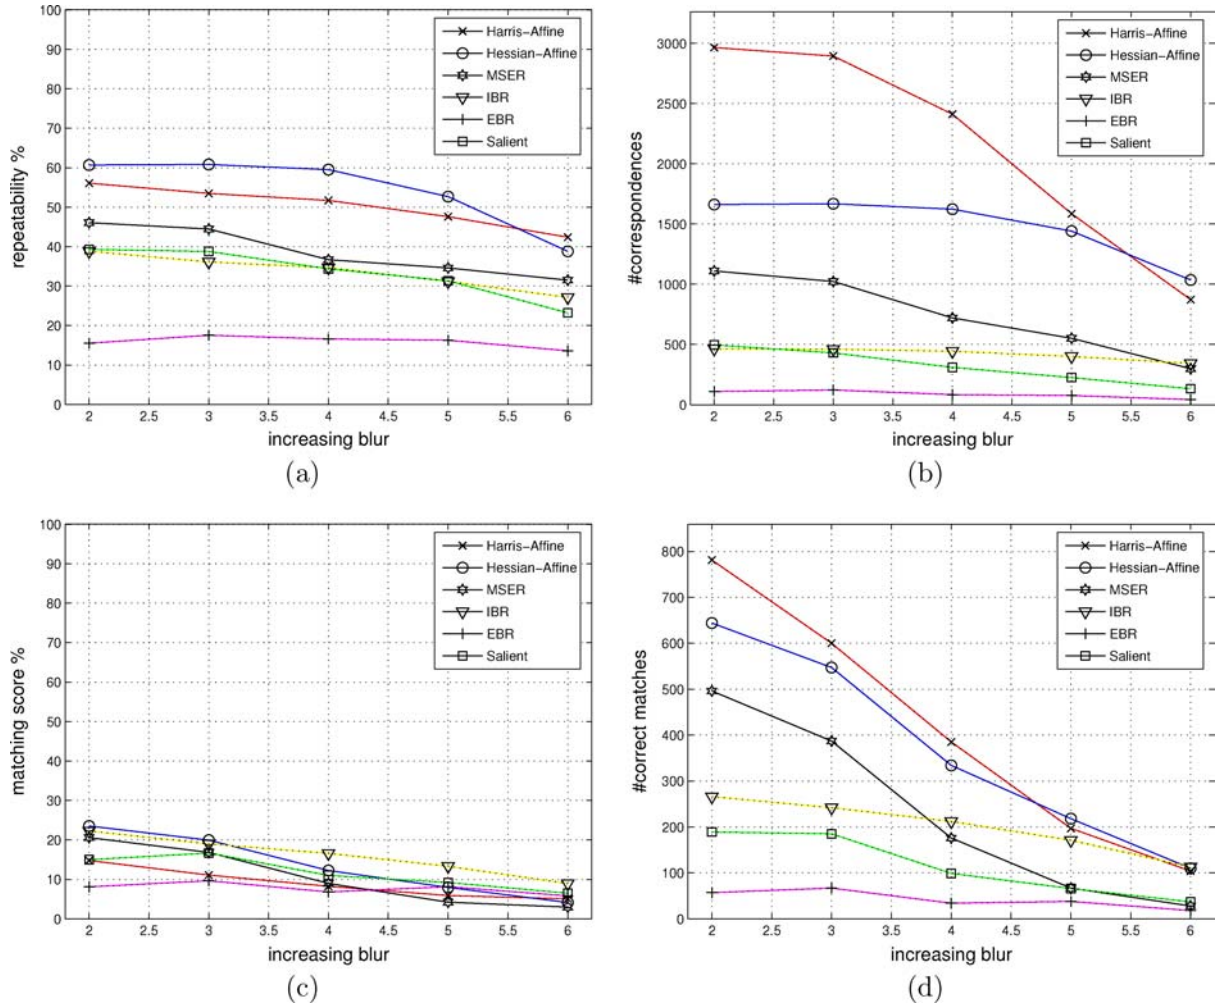 100
90
80
70
60
50
40
30
20
10
0
repeatability %
2 2.5 3 3.5 4 4.5 5 5.5 6
increasing blur
Harris-Affine
Hessian-Affine
MSER
IBR
EBR
Salient
(a)
3000
2500
2000
1500
1000
500
0
#correspondences
2 2.5 3 3.5 4 4.5 5 5.5 6
increasing blur
Harris-Affine
Hessian-Affine
MSER
IBR
EBR
Salient
(b)
100
90
80
70
60
50
40
30
20
10
0
matching score %
2 2.5 3 3.5 4 4.5 5 5.5 6
increasing blur
Harris-Affine
Hessian-Affine
MSER
IBR
EBR
Salient
(c)
800
700
600
500
400
300
200
100
0
#correct matches
2 2.5 3 3.5 4 4.5 5 5.5 6
increasing blur
Harris-Affine
Hessian-Affine
MSER
IBR
EBR
Salient
(d)